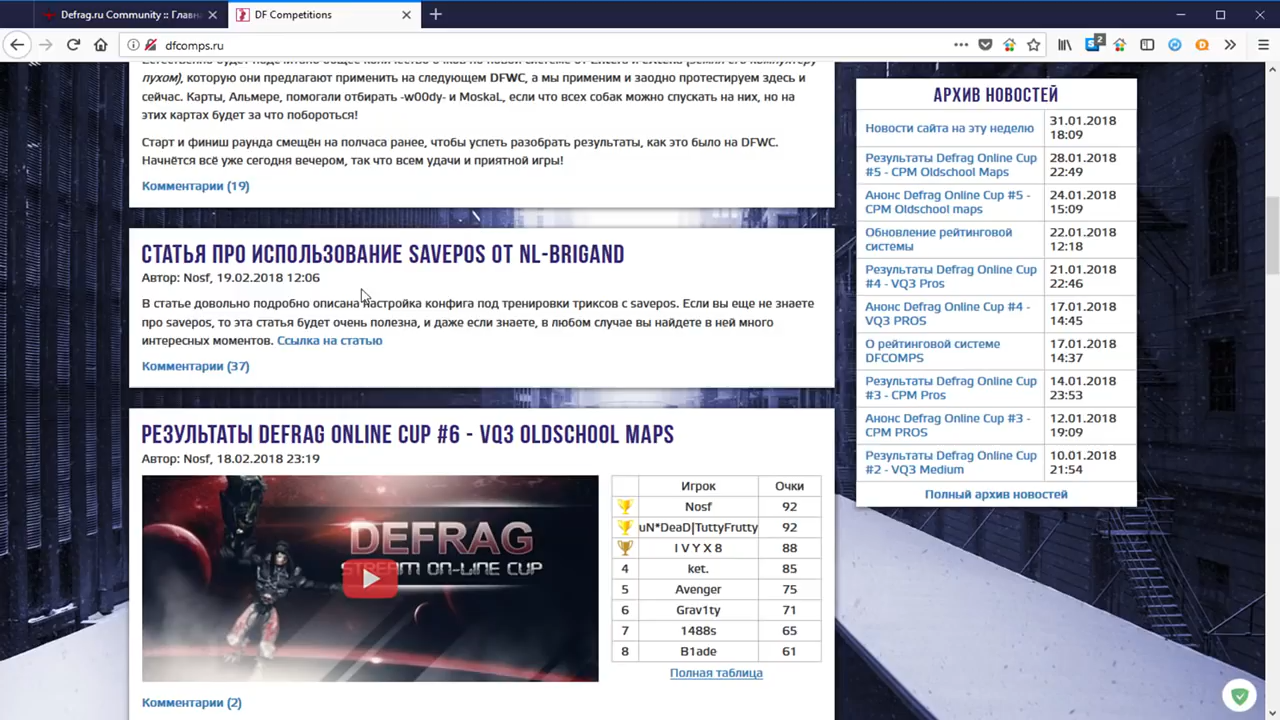 Defrag.ru Community :: Главн
DF Competitions
dfcomps.ru
2
пухом), которую они предлагают применить на следующем DFWC, а мы применим и заодно протестируем здесь и
сейчас. Карты, Альмере, помогали отбирать -w00dy- и MoskaL, если что всех собак можно спускать на них, но на
этих картах будет за что побороться!
Старт и финиш раунда смещён на полчаса ранее, чтобы успеть разобрать результаты, как это было на DFWC.
Начнётся всё уже сегодня вечером, так что всем удачи и приятной игры!
Комментарии (19)
СТАТЬЯ ПРО ИСПОЛЬЗОВАНИЕ SAVEPOS ОТ NL-BRIGAND
Автор: Nosf, 19.02.2018 12:06
В статье довольно подробно описана настройка конфига под тренировки триксов с savepos. Если вы еще не знаете
про savepos, то эта статья будет очень полезна, и даже если знаете, в любом случае вы найдете в ней много
интересных моментов. Ссылка на статью
Комментарии (37)
РЕЗУЛЬТАТЫ DEFRAG ONLINE CUP #6 - VQ3 OLDSCHOOL MAPS
Автор: Nosf, 18.02.2018 23:19
DEFRAG
STREAM ON-LINE CUP
Игрок Очки
Nosf 92
uN*DeaD|TuttyFrutty 92
I V Y X 8 88
4 ket. 85
5 Avenger 75
6 Grav1ty 71
7 1488s 65
8 B1ade 61
Полная таблица
Комментарии (2)
АРХИВ НОВОСТЕЙ
Новости сайта на эту неделю 31.01.2018
18:09
Результаты Defrag Online Cup 28.01.2018
#5 - CPM Oldschool Maps 22:49
Анонс Defrag Online Cup #5 - 24.01.2018
CPM Oldschool maps 15:09
Обновление рейтинговой 22.01.2018
системы 12:18
Результаты Defrag Online Cup 21.01.2018
#4 - VQ3 Pros 22:46
Анонс Defrag Online Cup #4 - 17.01.2018
VQ3 PROS 14:45
О рейтинговой системе 17.01.2018
DFCOMPS 14:37
Результаты Defrag Online Cup 14.01.2018
#3 - CPM Pros 23:53
Анонс Defrag Online Cup #3 - 12.01.2018
CPM PROS 19:09
Результаты Defrag Online Cup 10.01.2018
#2 - VQ3 Medium 21:54
Полный архив новостей